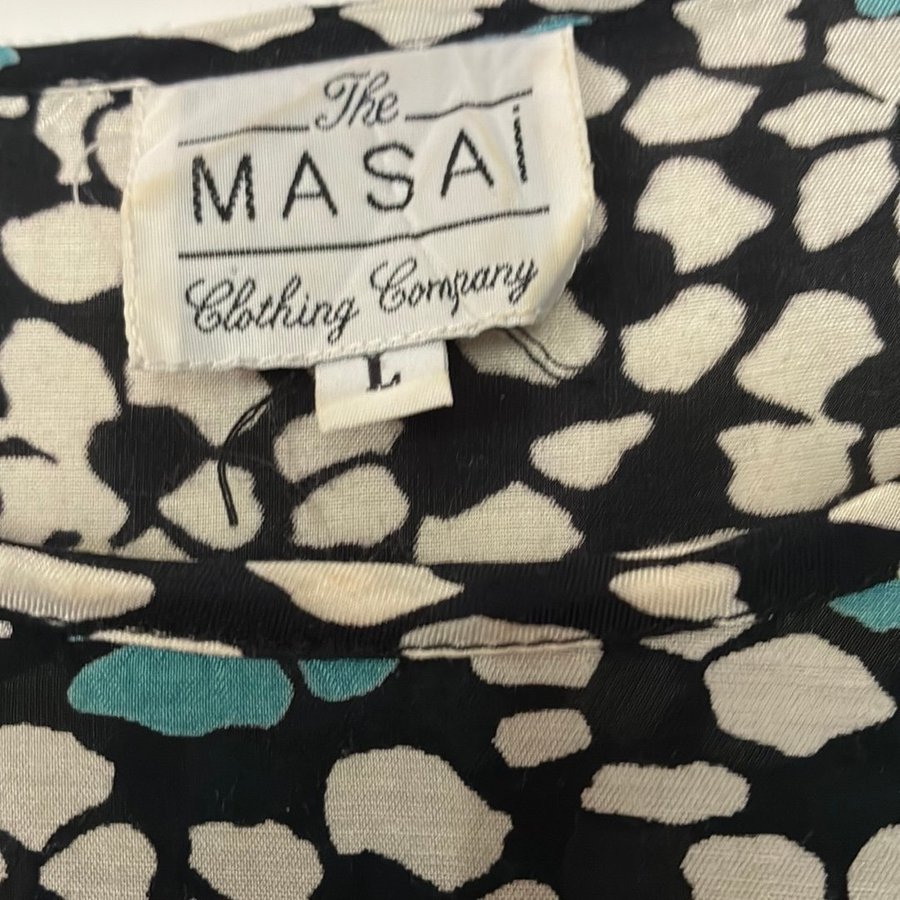 The
MASAi
Clothing Company
L